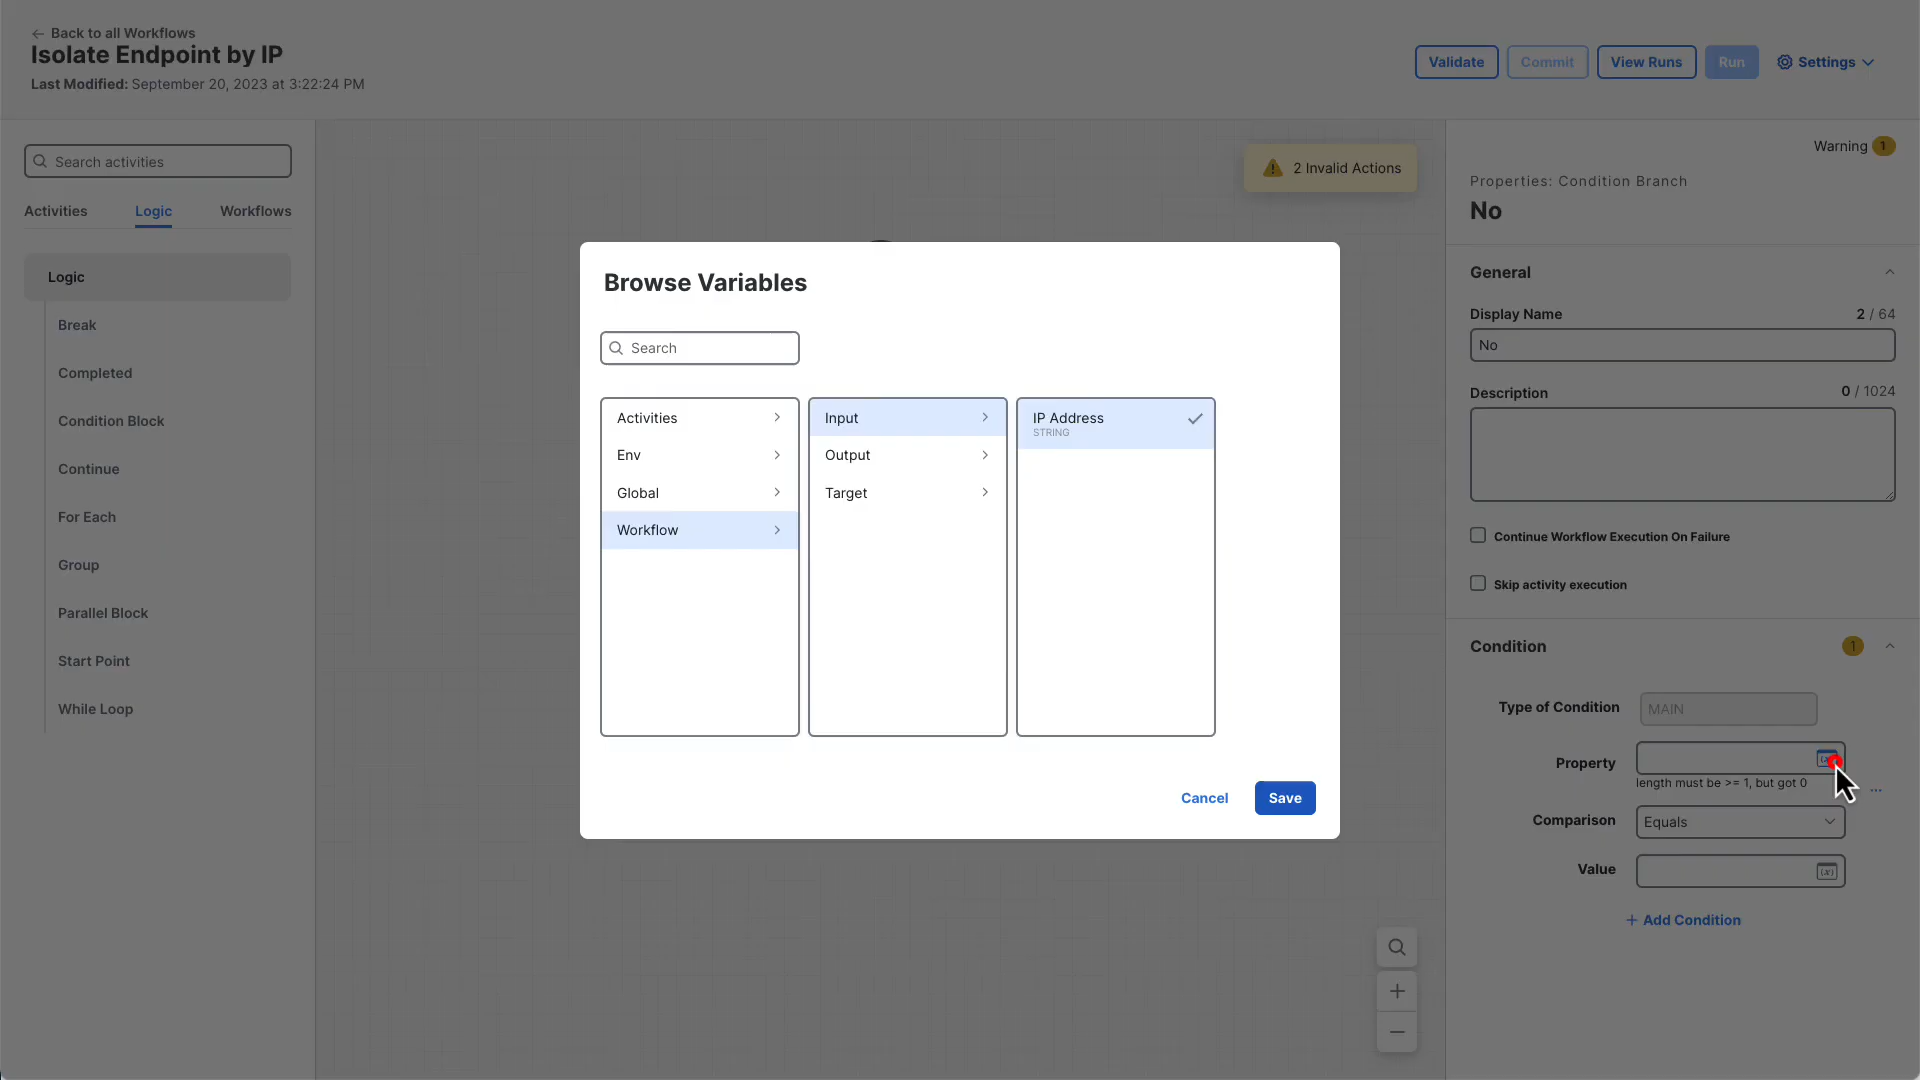 Back to all Workflows
Isolate Endpoint by IP
Last Modified: September 20, 2023 at 3:22:24 PM
Validate
Commit
View Runs
Run
Settings
Search activities
Activities
Logic
Workflows
Logic
Break
Completed
Condition Block
Continue
For Each
Group
Parallel Block
Start Point
While Loop
2 Invalid Actions
Browse Variables
Search
Activities
Env
Global
Workflow
Input
Output
Target
IP Address
STRING
Cancel
Save
Warning 1
Properties: Condition Branch
No
General
Display Name 2 / 64
No
Description 0 / 1024
Continue Workflow Execution On Failure
Skip activity execution
Condition 1
Type of Condition MAIN
Property
length must be >= 1, but got 0
...
Comparison Equals
Value (x)
+ Add Condition